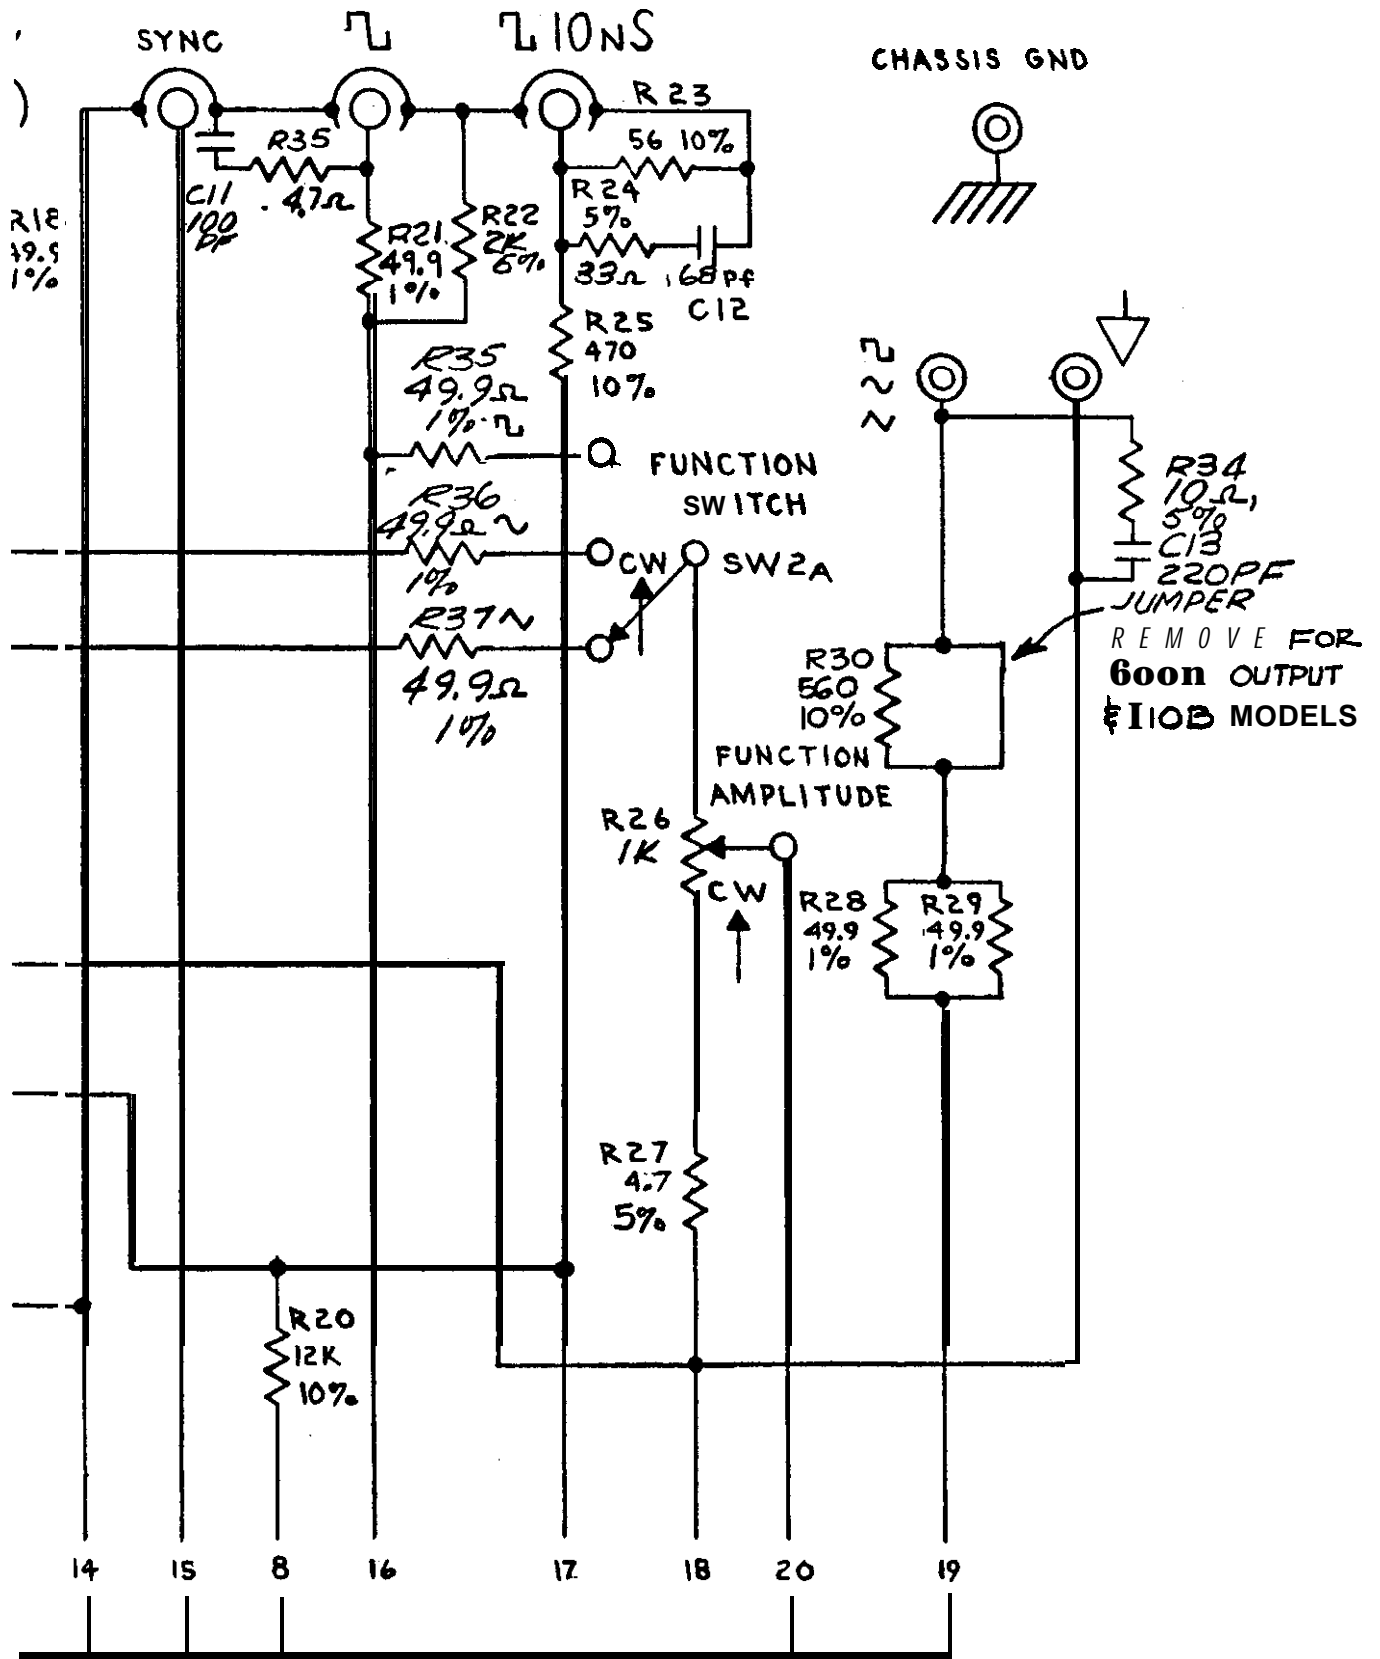 SYNC
10NS
CHASSIS GND
R23
56 10%
R35
47Ω
C11
100
PF
R18
49.9
1%
R24
5%
33Ω
.68pf
C12
R21
49.9
1%
R22
2K
5%
R25
470
10%
R35
49.9Ω
1%
FUNCTION
SWITCH
R36
49.9Ω
1%
CW
SW2A
R37
49.9Ω
1%
R34
10Ω,
5%
C13
220PF
JUMPER
REMOVE FOR
600n OUTPUT
& I10B MODELS
R30
560
10%
FUNCTION
AMPLITUDE
R26
1K
CW
R28
49.9
1%
R29
49.9
1%
R27
4.7
5%
R20
12K
10%
14 15 8 16 17 18 20 19